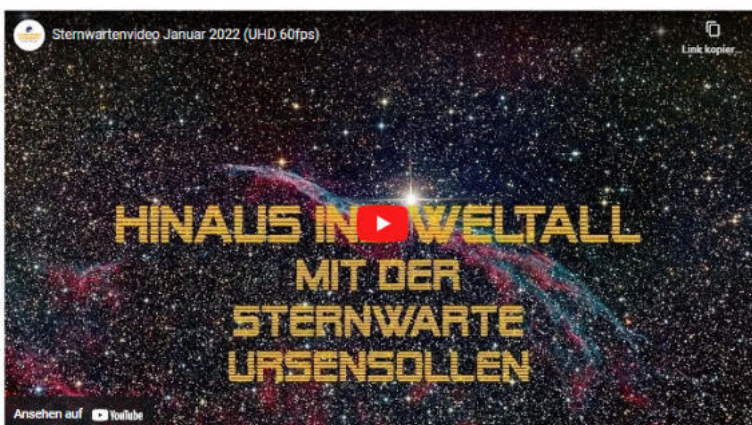 Sternwartenvideo Januar 2022 (UHD 60fps)
Link kopier...
HINAUS IN WELTALL
MIT DER
STERNWARTE
URSENSOLLEN
Ansehen auf YouTube